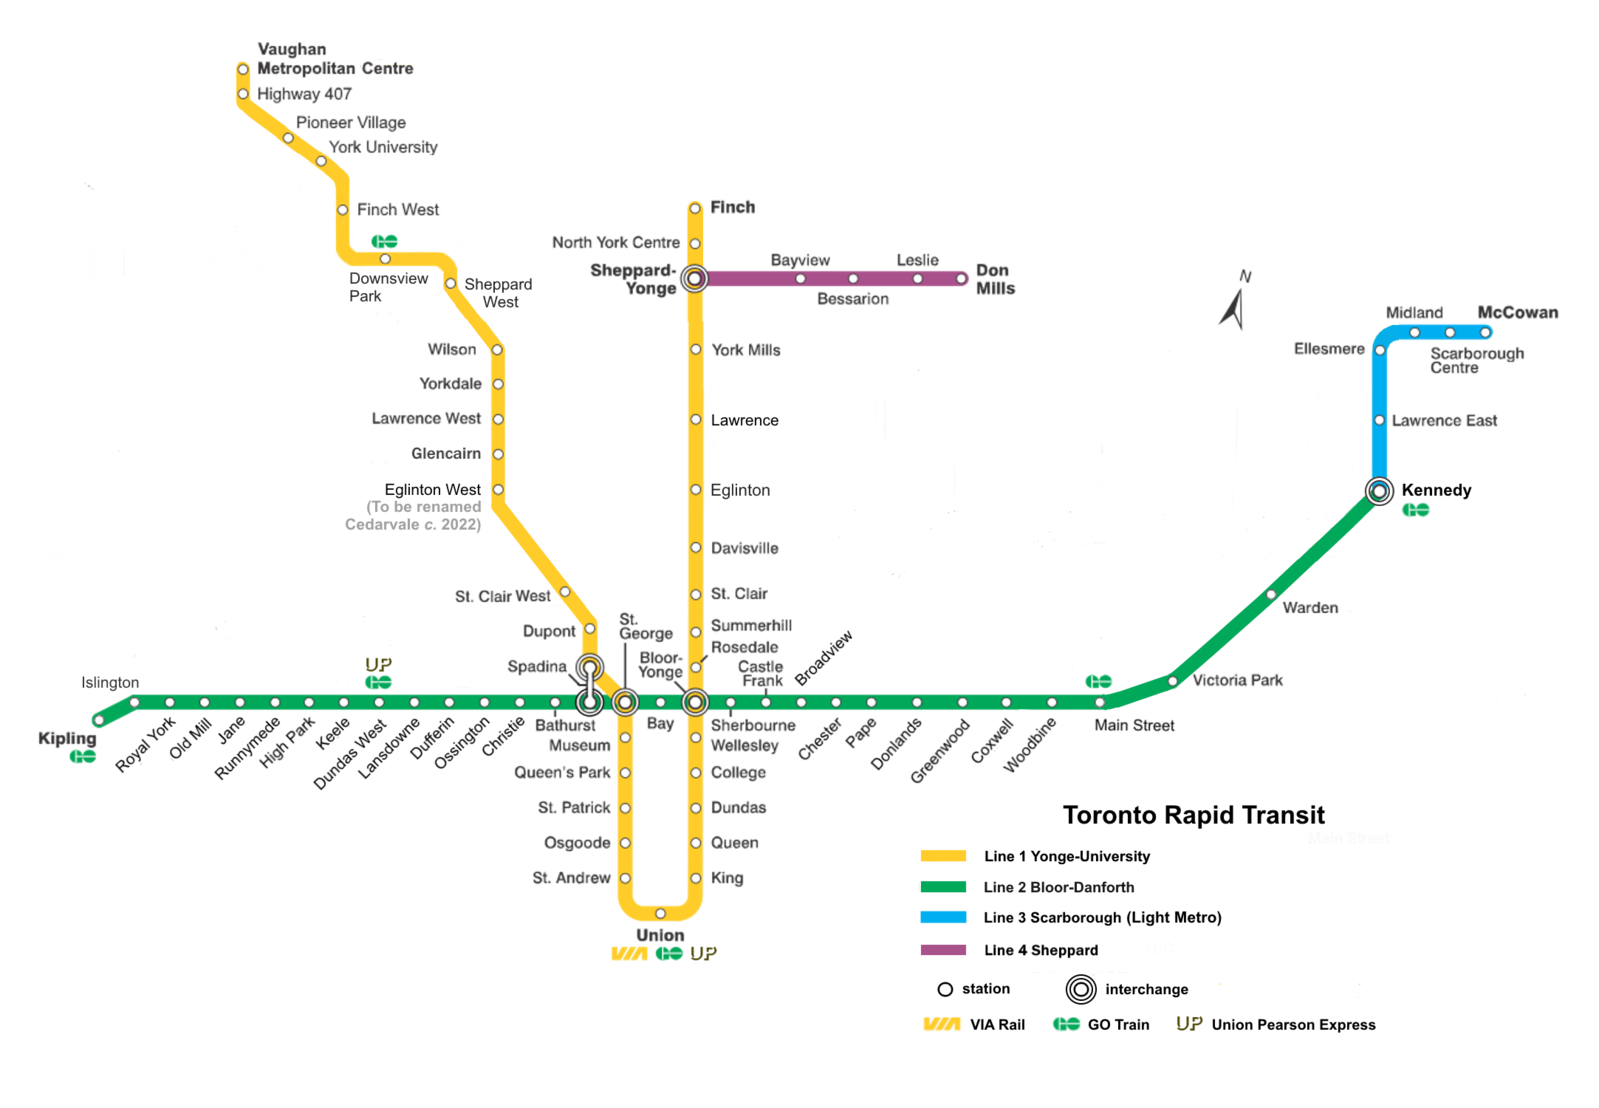 Vaughan
Metropolitan Centre
Highway 407
Pioneer Village
York University
Finch West
GO
Downsview
Park
Sheppard
West
Wilson
Yorkdale
Lawrence West
Glencairn
Eglinton West
(To be renamed
Cedarvale c. 2022)
St. Clair West
Dupont
Spadina
St.
George
Finch
North York Centre
Sheppard-
Yonge
Bayview
Bessarion
Leslie
Don
Mills
York Mills
Lawrence
Eglinton
Davisville
St. Clair
Summerhill
Rosedale
Bloor-
Yonge
Castle
Frank
Broadview
N
Midland
McCowan
Ellesmere
Scarborough
Centre
Lawrence East
Kennedy
GO
Warden
Victoria Park
GO
Main Street
Islington
Kipling
GO
UP
GO
Royal York
Old Mill
Jane
Runnymede
High Park
Keele
Dundas West
Lansdowne
Dufferin
Ossington
Christie
Bathurst
Bay
Sherbourne
Chester
Pape
Donlands
Greenwood
Coxwell
Woodbine
Museum
Queen's Park
St. Patrick
Osgoode
St. Andrew
Wellesley
College
Dundas
Queen
King
Union
VIA GO UP
Toronto Rapid Transit
Main Street
Line 1 Yonge-University
Line 2 Bloor-Danforth
Line 3 Scarborough (Light Metro)
Line 4 Sheppard
station
interchange
VIA VIA Rail
GO GO Train
UP Union Pearson Express